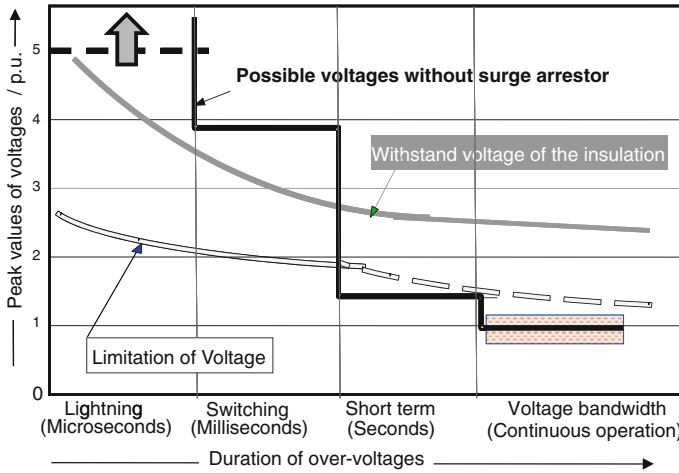 Peak values of voltages / p.u.
5
4
3
2
1
0
Possible voltages without surge arrestor
Withstand voltage of the insulation
Limitation of Voltage
Lightning
(Microseconds)
Switching
(Milliseconds)
Short term
(Seconds)
Voltage bandwidth
(Continuous operation)
Duration of over-voltages